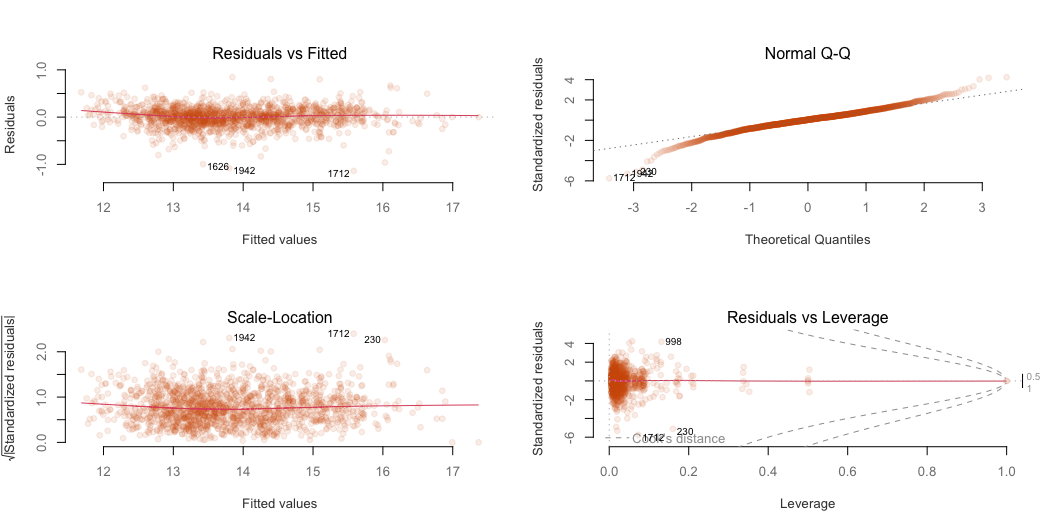 Residuals vs Fitted
Residuals
1.0
0.0
-1.0
1626
1942
1712
12 13 14 15 16 17
Fitted values
Normal Q-Q
Standardized residuals
4
2
-2
-6
1712
1942
230
-3 -2 -1 0 1 2 3
Theoretical Quantiles
Scale-Location
√|Standardized residuals|
2.0
1.0
0.0
1942
1712
230
12 13 14 15 16 17
Fitted values
Residuals vs Leverage
Standardized residuals
4
2
-2
-6
998
230
1712
Cook's distance
0.5
1
0.0 0.2 0.4 0.6 0.8 1.0
Leverage